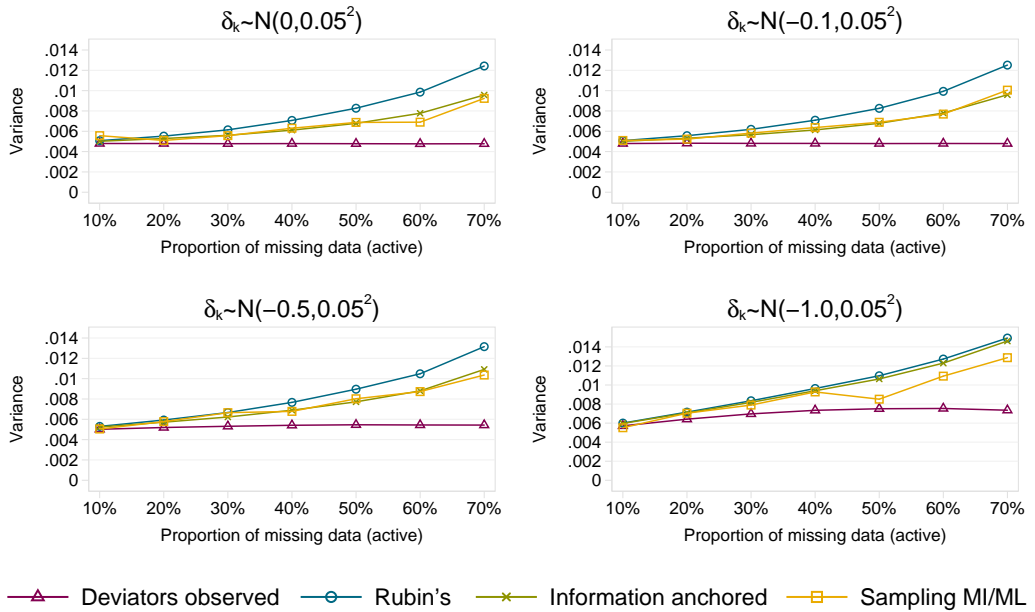 δₖ~N(0,0.05²)
.014
.012
.01
.008
.006
.004
.002
0
Variance
10% 20% 30% 40% 50% 60% 70%
Proportion of missing data (active)
δₖ~N(−0.1,0.05²)
.014
.012
.01
.008
.006
.004
.002
0
Variance
10% 20% 30% 40% 50% 60% 70%
Proportion of missing data (active)
δₖ~N(−0.5,0.05²)
.014
.012
.01
.008
.006
.004
.002
0
Variance
10% 20% 30% 40% 50% 60% 70%
Proportion of missing data (active)
δₖ~N(−1.0,0.05²)
.014
.012
.01
.008
.006
.004
.002
0
Variance
10% 20% 30% 40% 50% 60% 70%
Proportion of missing data (active)
Deviators observed Rubin's Information anchored Sampling MI/ML